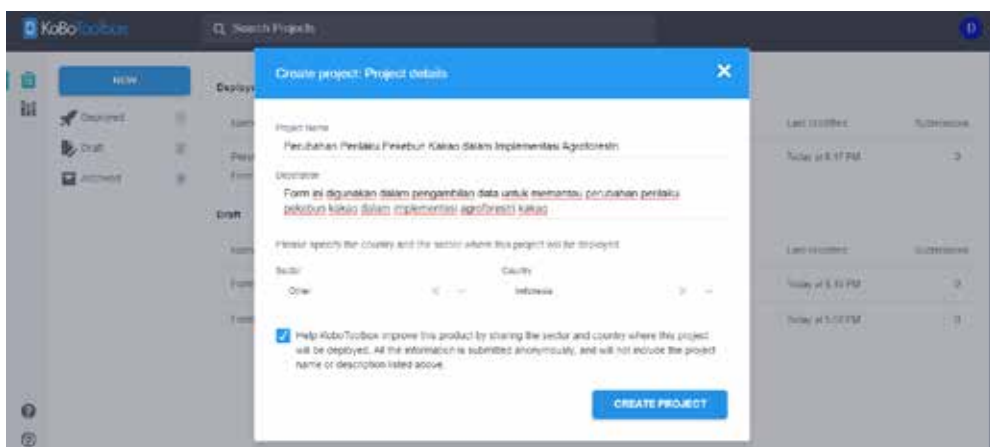 KoBoToolbox
Search Projects
D
NEW
Deployed
Draft
Archived
Create project: Project details
Project Name
Perubahan Perilaku Pekebun Kakao dalam Implementasi Agroforestri
Description
Form ini digunakan dalam pengambilan data untuk memantau perubahan perilaku
pekebun kakao dalam implementasi agroforestri kakao
Please specify the country and the sector where this project will be deployed.
Sector
Country
Other
Indonesia
Help KoboToolbox improve this product by sharing the sector and country where this project
will be deployed. All the information is submitted anonymously, and will not include the project
name or description listed above.
CREATE PROJECT
Draft
Last modified
Submissions
Last modified
Submissions